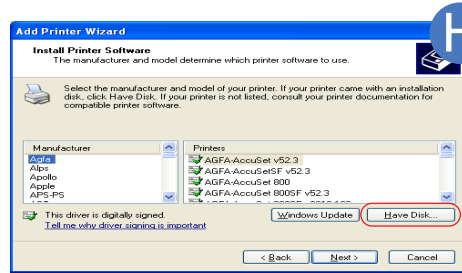 Add Printer Wizard
H
Install Printer Software
The manufacturer and model determine which printer software to use.
Select the manufacturer and model of your printer. If your printer came with an installation
disk, click Have Disk. If your printer is not listed, consult your printer documentation for
compatible printer software.
Manufacturer
Agfa
Alps
Apollo
Apple
APS-PS
Printers
AGFA-AccuSet v52.3
AGFA-AccuSetSF v52.3
AGFA-AccuSet 800
AGFA-AccuSet 800SF v52.3
This driver is digitally signed.
Tell me why driver signing is important
Windows Update
Have Disk...
< Back
Next >
Cancel